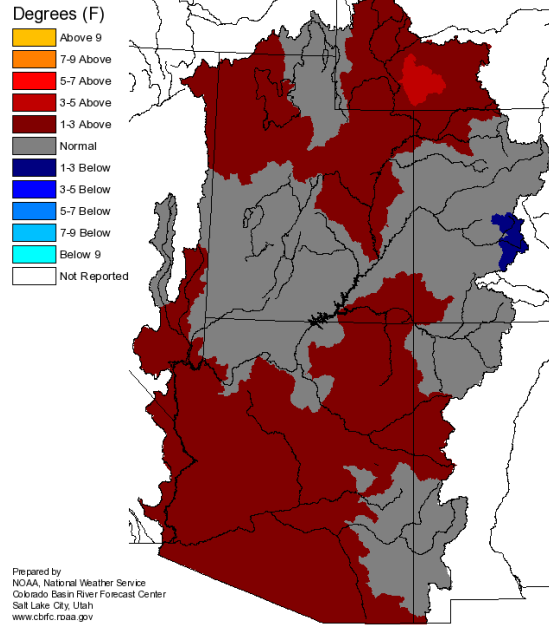 Degrees (F)
Above 9
7-9 Above
5-7 Above
3-5 Above
1-3 Above
Normal
1-3 Below
3-5 Below
5-7 Below
7-9 Below
Below 9
Not Reported
Prepared by
NOAA, National Weather Service
Colorado Basin River Forecast Center
Salt Lake City, Utah
www.cbrfc.noaa.gov